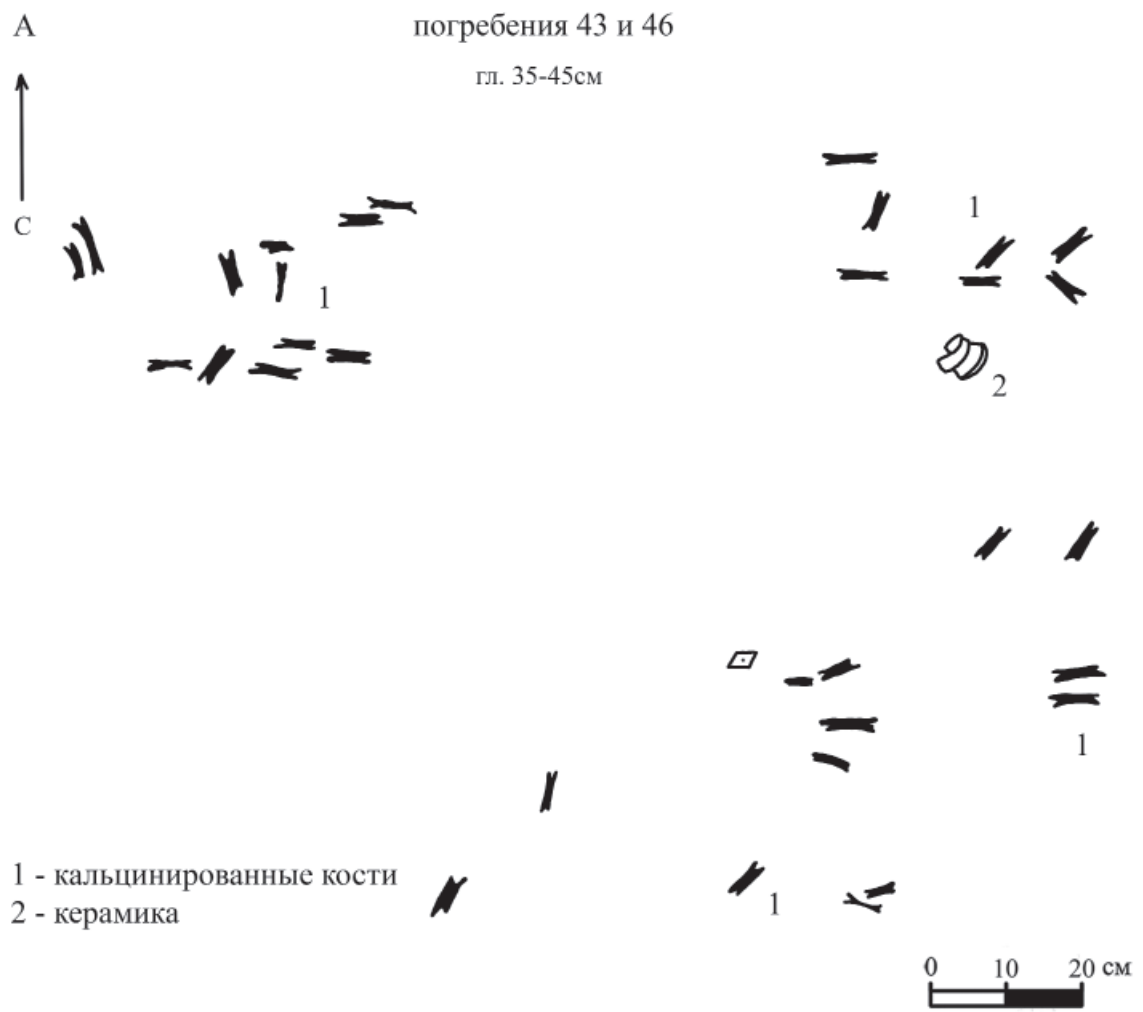 А
погребения 43 и 46
гл. 35-45см
С
1
1
2
1
1
1 - кальцинированные кости
2 - керамика
0 10 20 см